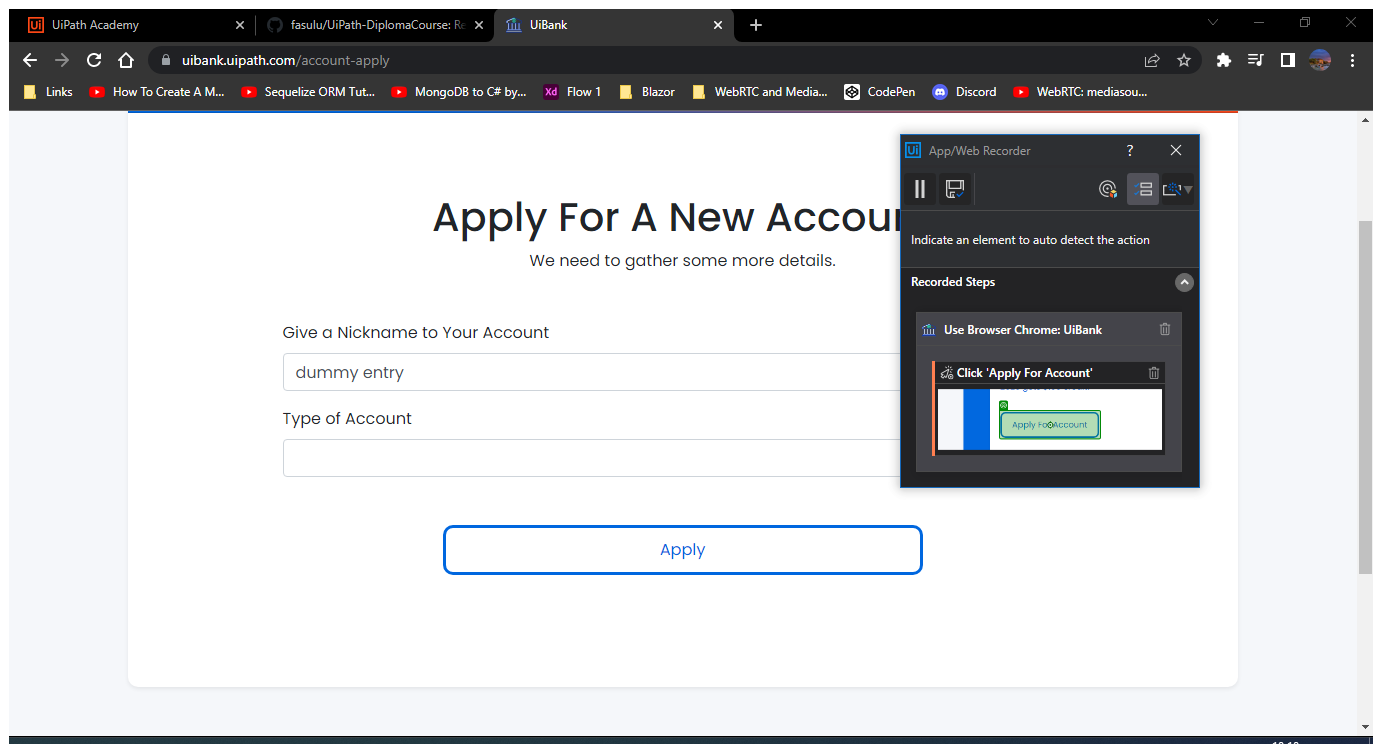 UiPath Academy
fasulu/UiPath-DiplomaCourse: Re
UiBank
uibank.uipath.com/account-apply
Links
How To Create A M...
Sequelize ORM Tut...
MongoDB to C# by...
Xd
Flow 1
Blazor
WebRTC and Media...
CodePen
Discord
WebRTC: mediasou...
Apply For A New Accou
We need to gather some more details.
Give a Nickname to Your Account
dummy entry
Type of Account
Apply
Ui App/Web Recorder
?
Indicate an element to auto detect the action
Recorded Steps
Use Browser Chrome: UiBank
Click 'Apply For Account'
Apply For Account